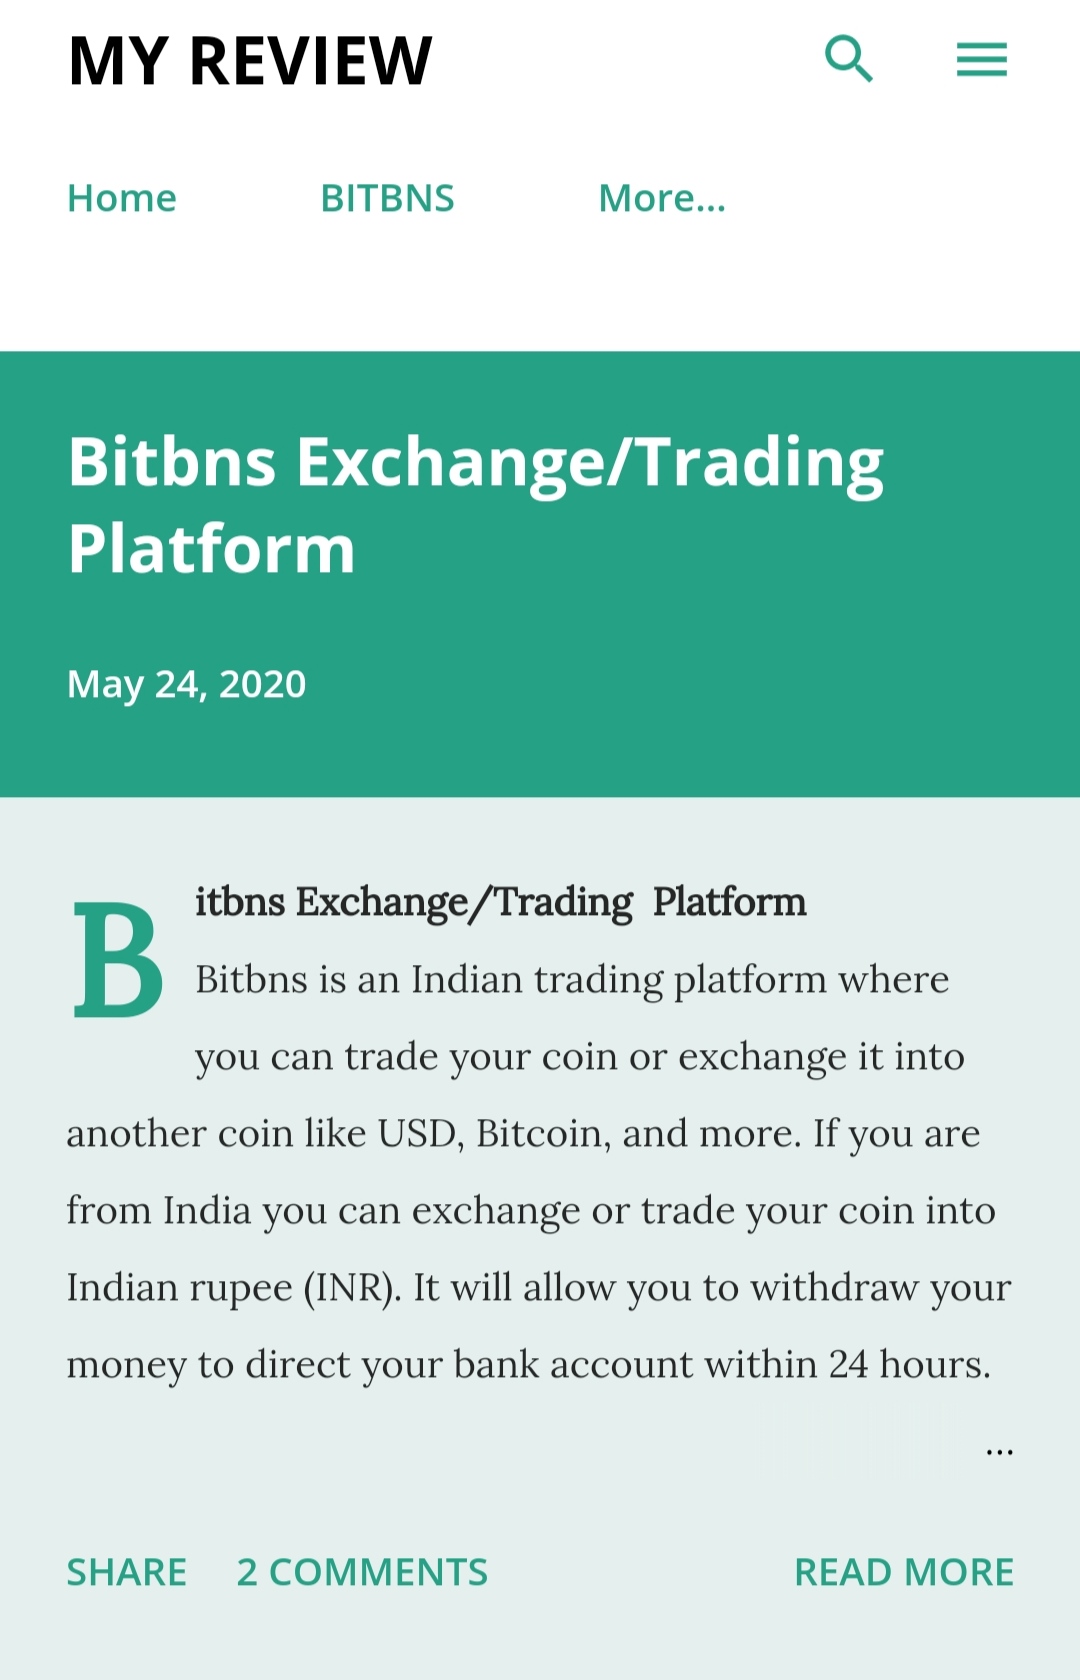 MY REVIEW
Home BITBNS More...
Bitbns Exchange/Trading
Platform
May 24, 2020
Bitbns Exchange/Trading Platform
Bitbns is an Indian trading platform where
you can trade your coin or exchange it into
another coin like USD, Bitcoin, and more. If you are
from India you can exchange or trade your coin into
Indian rupee (INR). It will allow you to withdraw your
money to direct your bank account within 24 hours.
...
SHARE 2 COMMENTS READ MORE